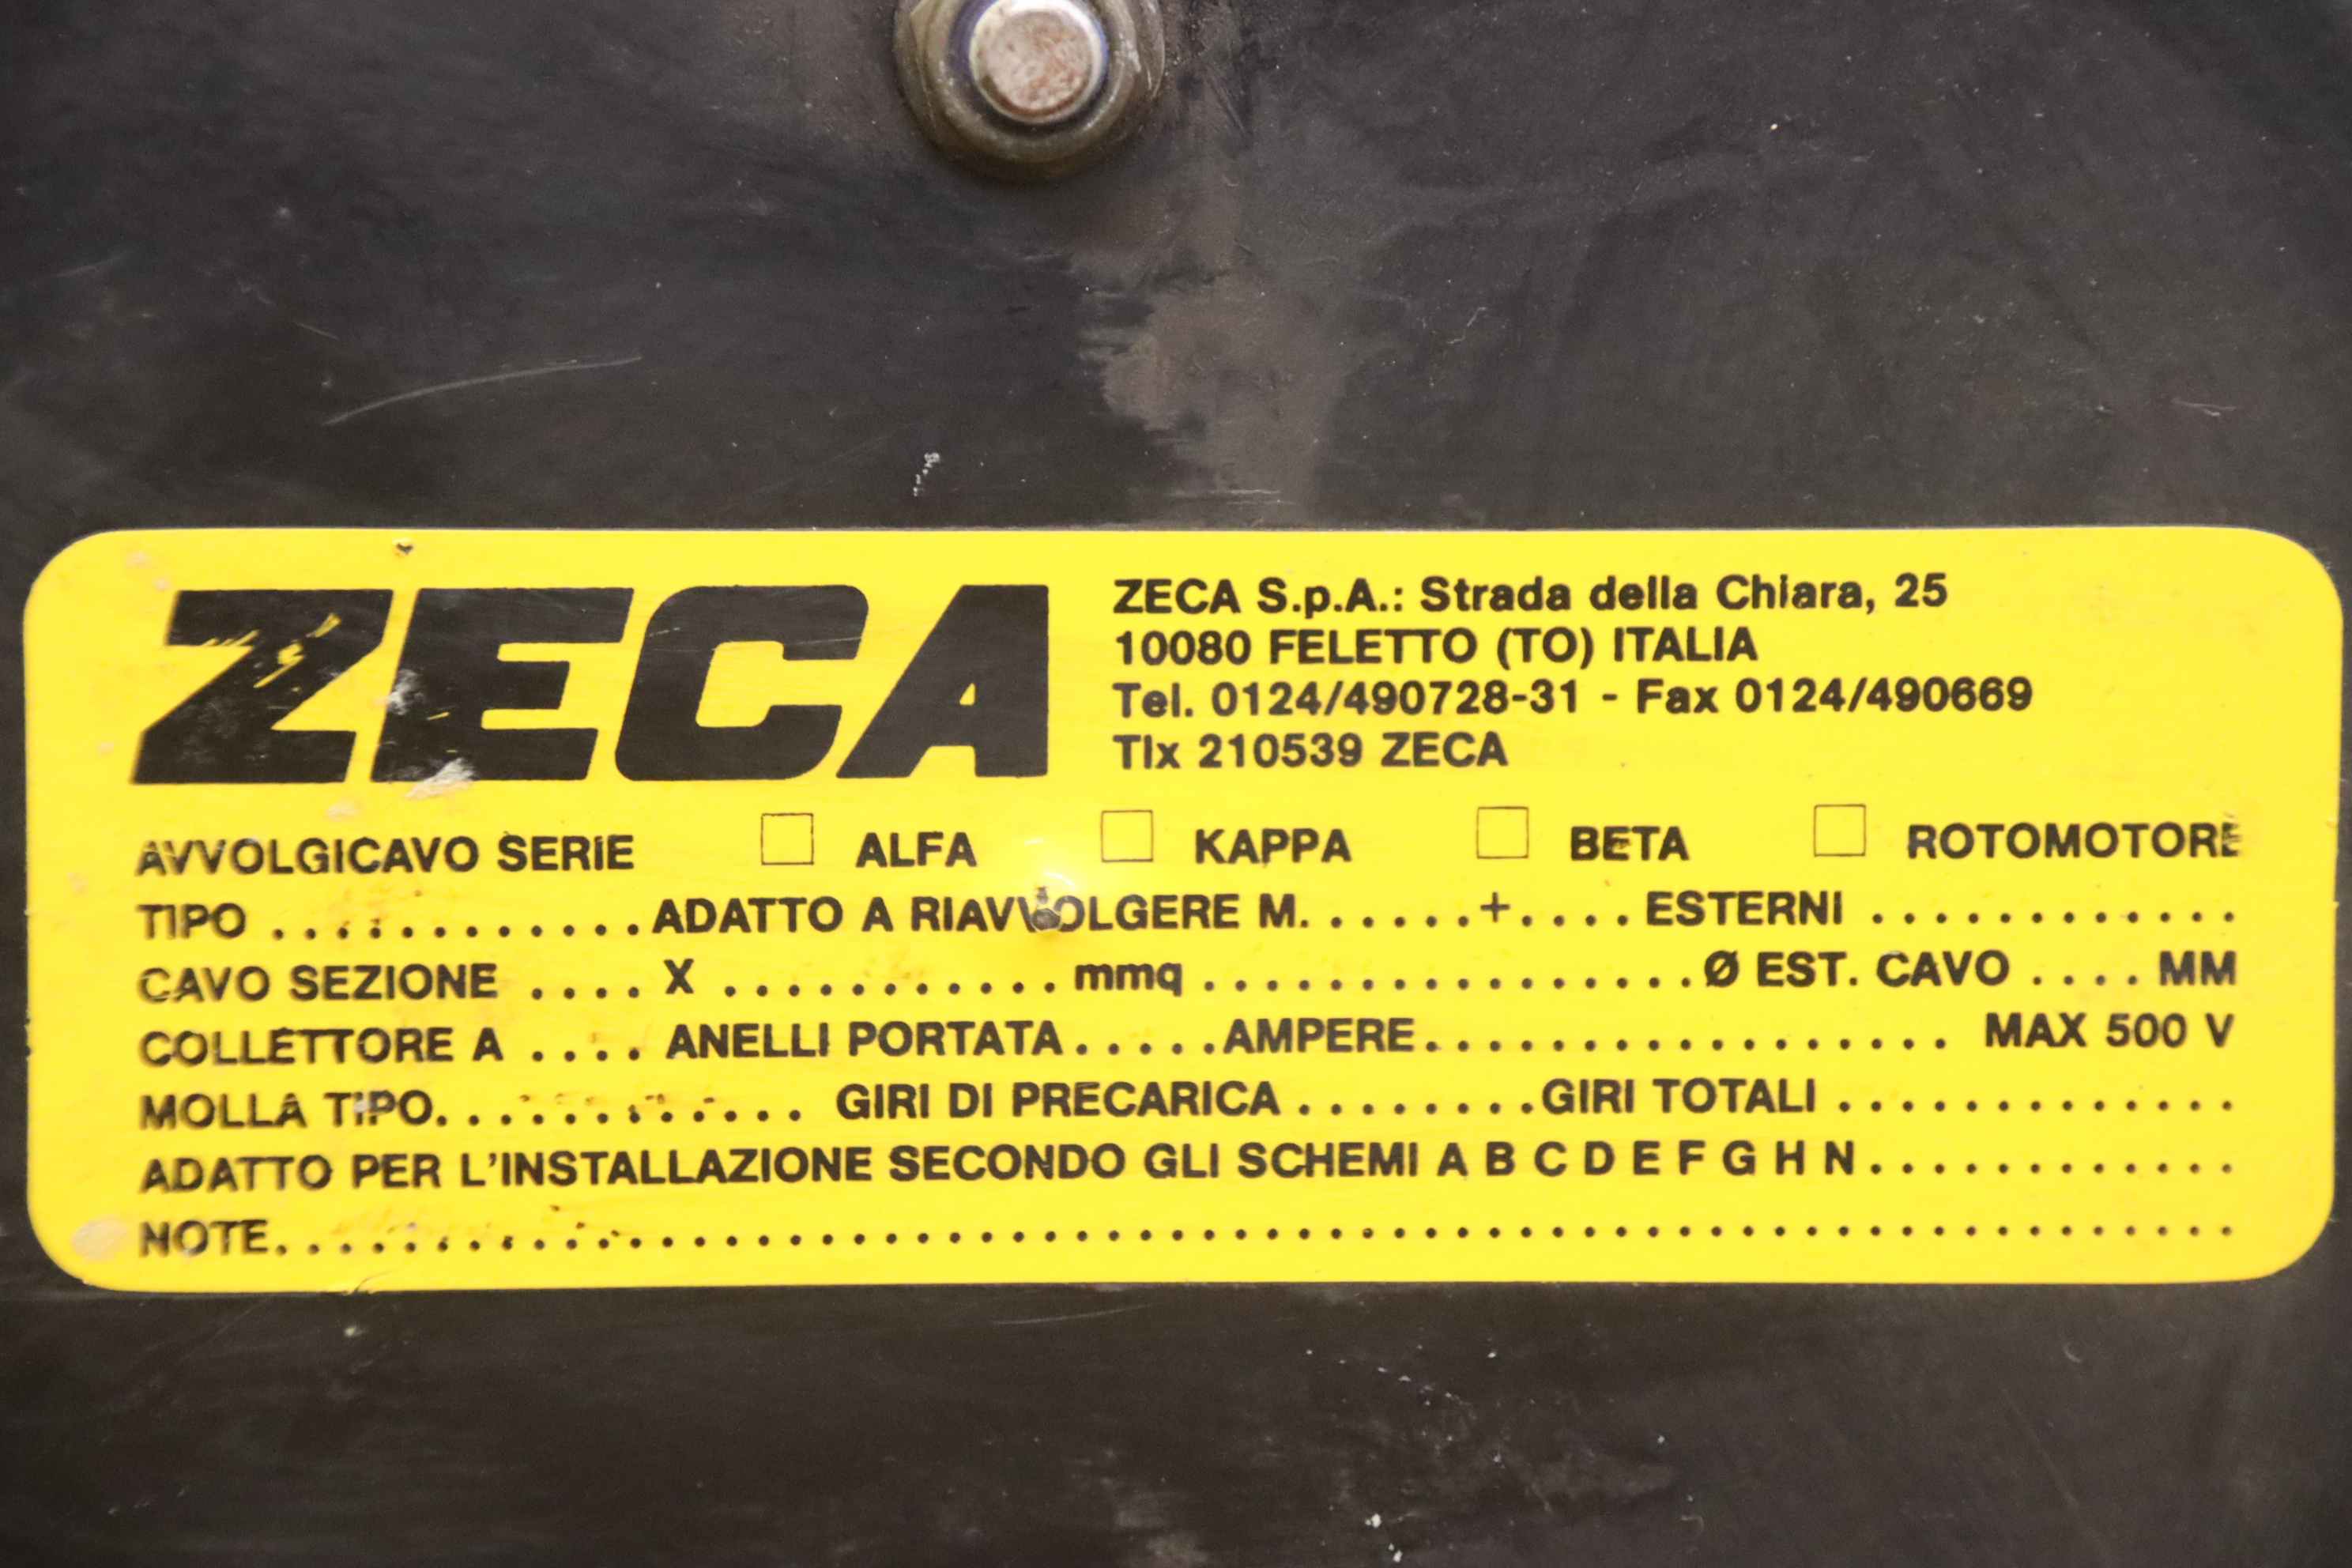 ZECA
ZECA S.p.A.: Strada della Chiara, 25
10080 FELETTO (TO) ITALIA
Tel. 0124/490728-31 - Fax 0124/490669
Tlx 210539 ZECA
AVVOLGICAVO SERIE □ ALFA □ KAPPA □ BETA □ ROTOMOTORE
TIPO .............ADATTO A RIAVVOLGERE M.......+....ESTERNI ............
CAVO SEZIONE ....X ...........mmq .................Ø EST. CAVO ....MM
COLLETTORE A ....ANELLI PORTATA.....AMPERE.................. MAX 500 V
MOLLA TIPO............. GIRI DI PRECARICA ........GIRI TOTALI .............
ADATTO PER L'INSTALLAZIONE SECONDO GLI SCHEMI A B C D E F G H N............
NOTE............................................................